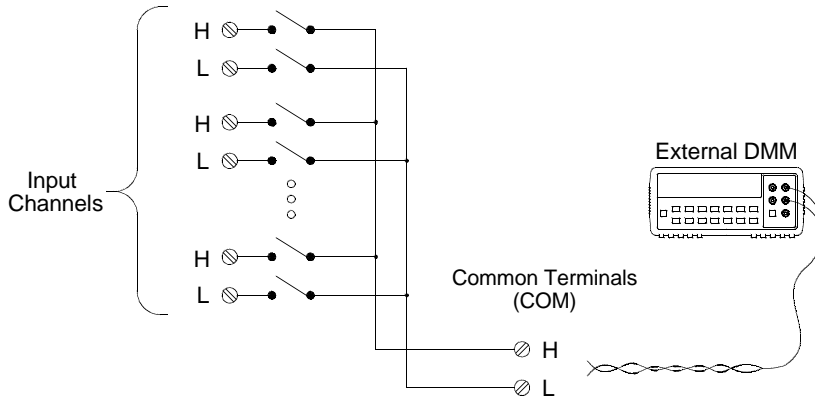 H
L
H
L
Input
Channels
H
L
External DMM
Common Terminals
(COM)
H
L